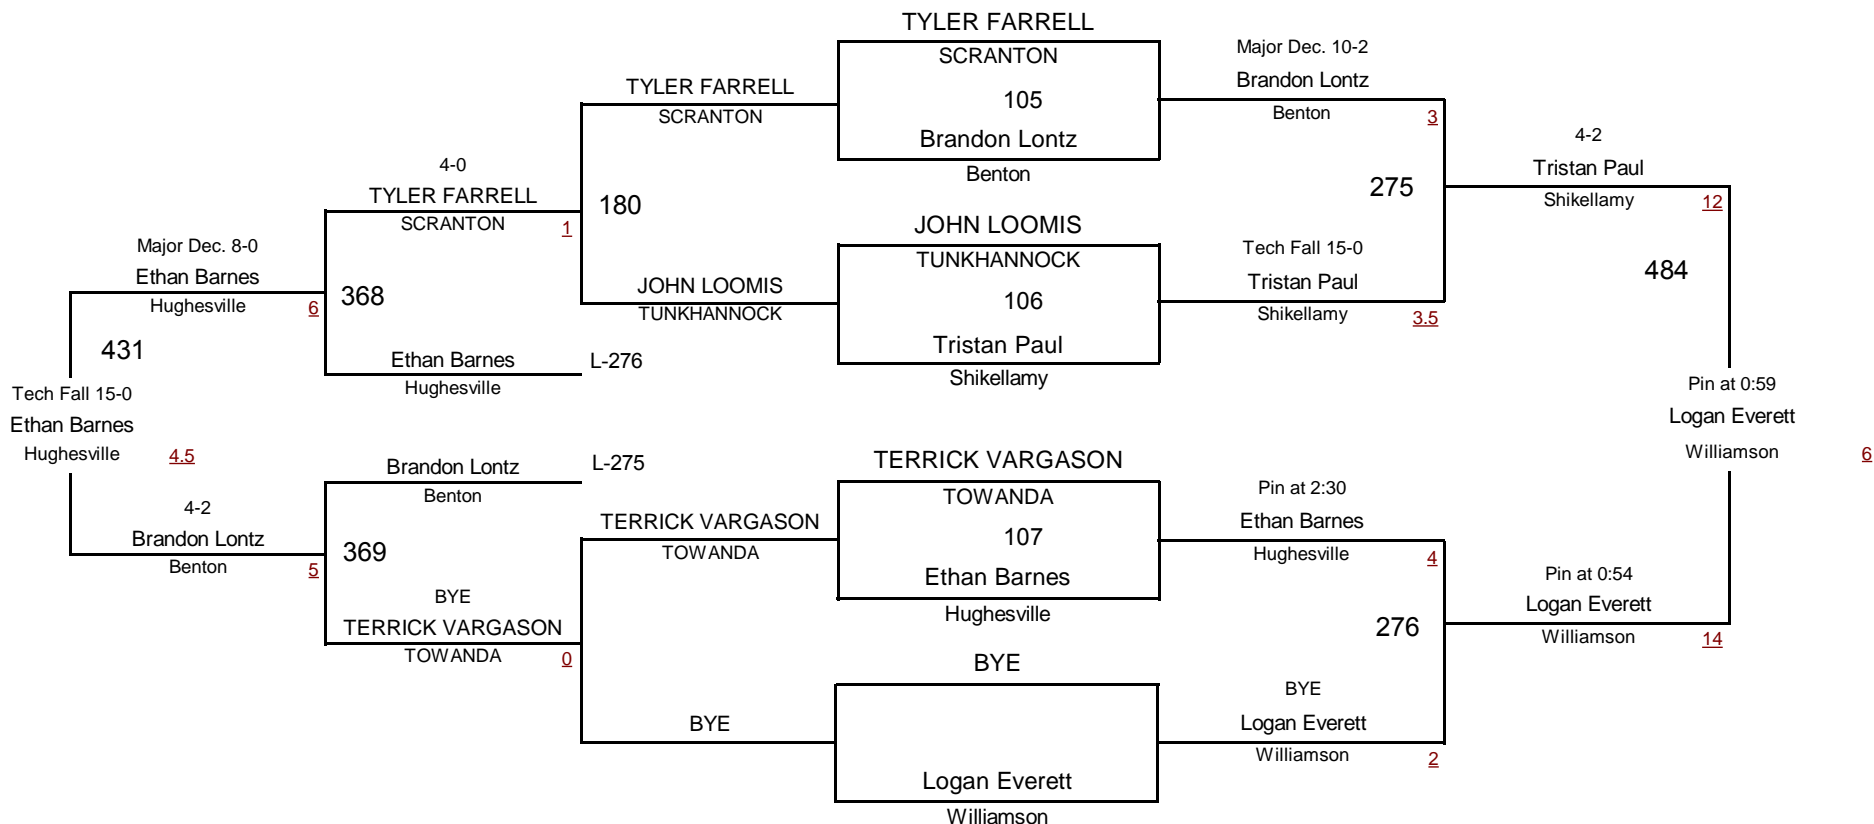 TYLER FARRELL
SCRANTON
105
Brandon Lontz
Benton
JOHN LOOMIS
TUNKHANNOCK
106
Tristan Paul
Shikellamy
TERRICK VARGASON
TOWANDA
107
Ethan Barnes
Hughesville
BYE
Logan Everett
Williamson
Major Dec. 10-2
Brandon Lontz
Benton
3
275
Tech Fall 15-0
Tristan Paul
Shikellamy
3.5
Pin at 2:30
Ethan Barnes
Hughesville
4
276
BYE
Logan Everett
Williamson
2
4-2
Tristan Paul
Shikellamy
12
484
Pin at 0:54
Logan Everett
Williamson
14
Pin at 0:59
Logan Everett
Williamson
6
TYLER FARRELL
SCRANTON
180
JOHN LOOMIS
TUNKHANNOCK
TERRICK VARGASON
TOWANDA
BYE
4-0
TYLER FARRELL
SCRANTON
1
368
Ethan Barnes
L-276
Hughesville
Brandon Lontz
L-275
Benton
369
BYE
TERRICK VARGASON
TOWANDA
0
Major Dec. 8-0
Ethan Barnes
Hughesville
6
431
4-2
Brandon Lontz
Benton
5
Tech Fall 15-0
Ethan Barnes
Hughesville
4.5